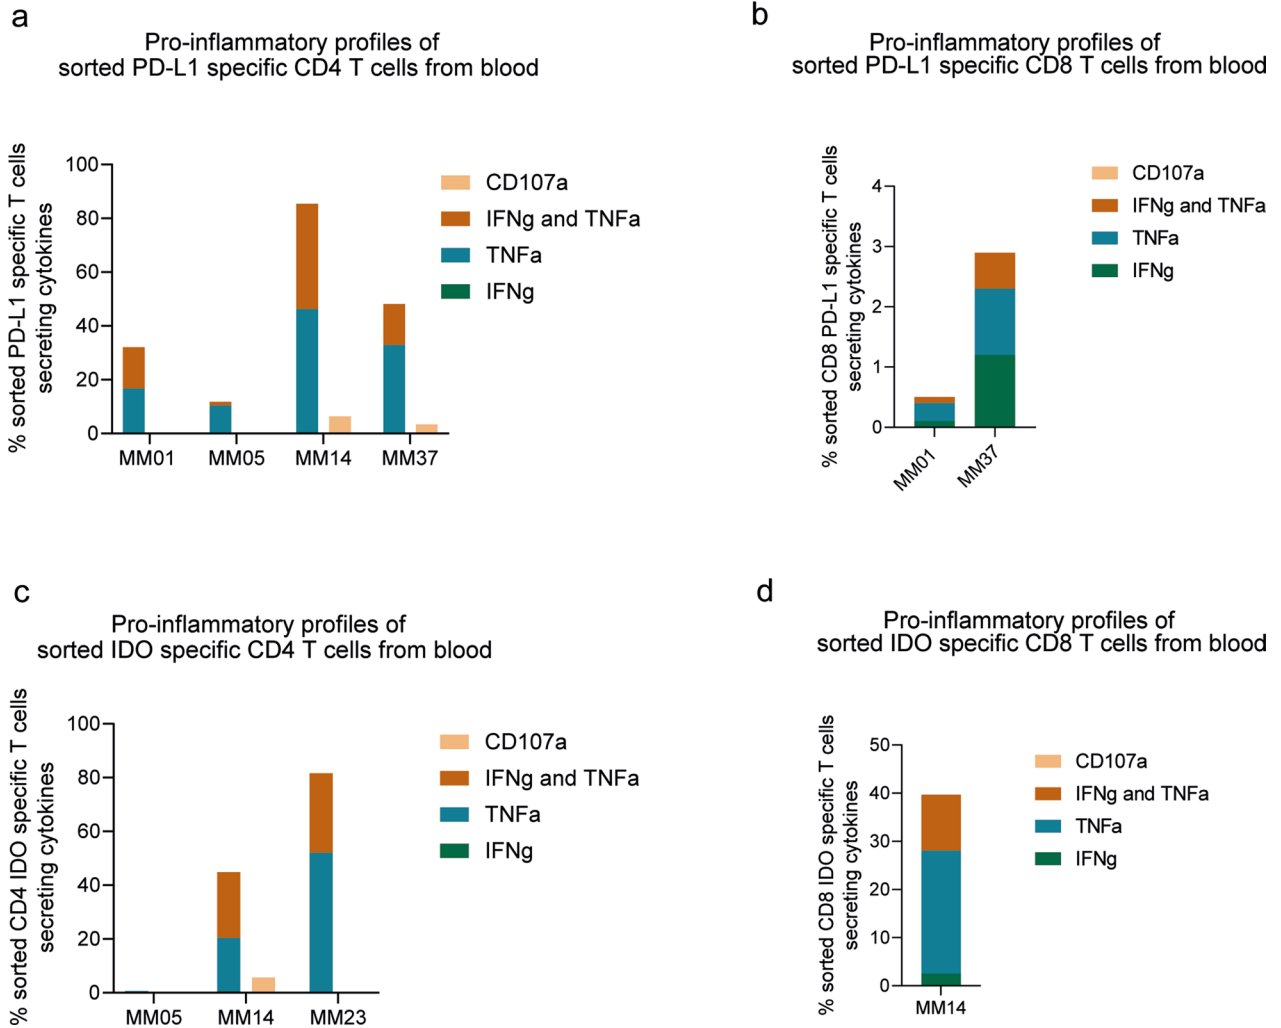 a
Pro-inflammatory profiles of
sorted PD-L1 specific CD4 T cells from blood
% sorted PD-L1 specific T cells
secreting cytokines
100
80
60
40
20
0
MM01 MM05 MM14 MM37
CD107a
IFNg and TNFa
TNFa
IFNg
b
Pro-inflammatory profiles of
sorted PD-L1 specific CD8 T cells from blood
% sorted CD8 PD-L1 specific T cells
secreting cytokines
4
3
2
1
0
MM01 MM37
CD107a
IFNg and TNFa
TNFa
IFNg
c
Pro-inflammatory profiles of
sorted IDO specific CD4 T cells from blood
% sorted CD4 IDO specific T cells
secreting cytokines
100
80
60
40
20
0
MM05 MM14 MM23
CD107a
IFNg and TNFa
TNFa
IFNg
d
Pro-inflammatory profiles of
sorted IDO specific CD8 T cells from blood
% sorted CD8 IDO specific T cells
secreting cytokines
50
40
30
20
10
0
MM14
CD107a
IFNg and TNFa
TNFa
IFNg